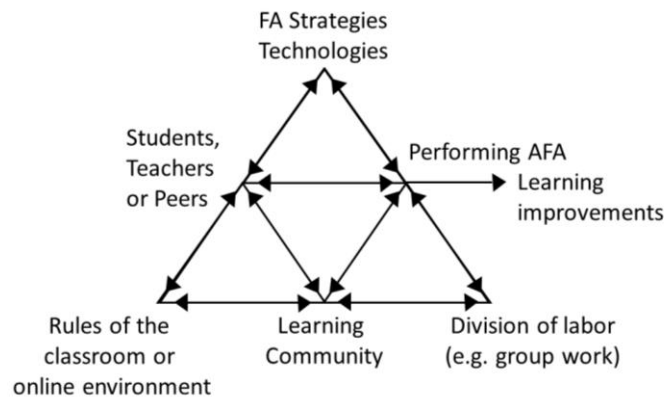 FA Strategies
Technologies
Students,
Teachers
or Peers
Performing AFA
Learning
improvements
Rules of the
classroom or
online environment
Learning
Community
Division of labor
(e.g. group work)